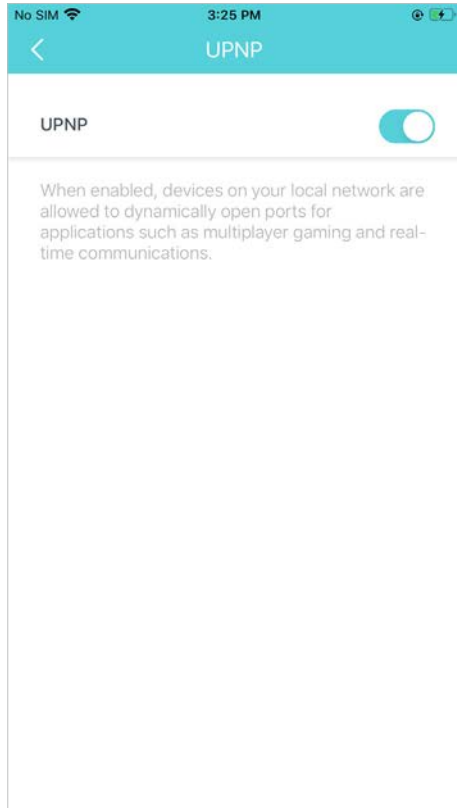 No SIM 3:25 PM
UPNP
UPNP
When enabled, devices on your local network are
allowed to dynamically open ports for
applications such as multiplayer gaming and real-
time communications.